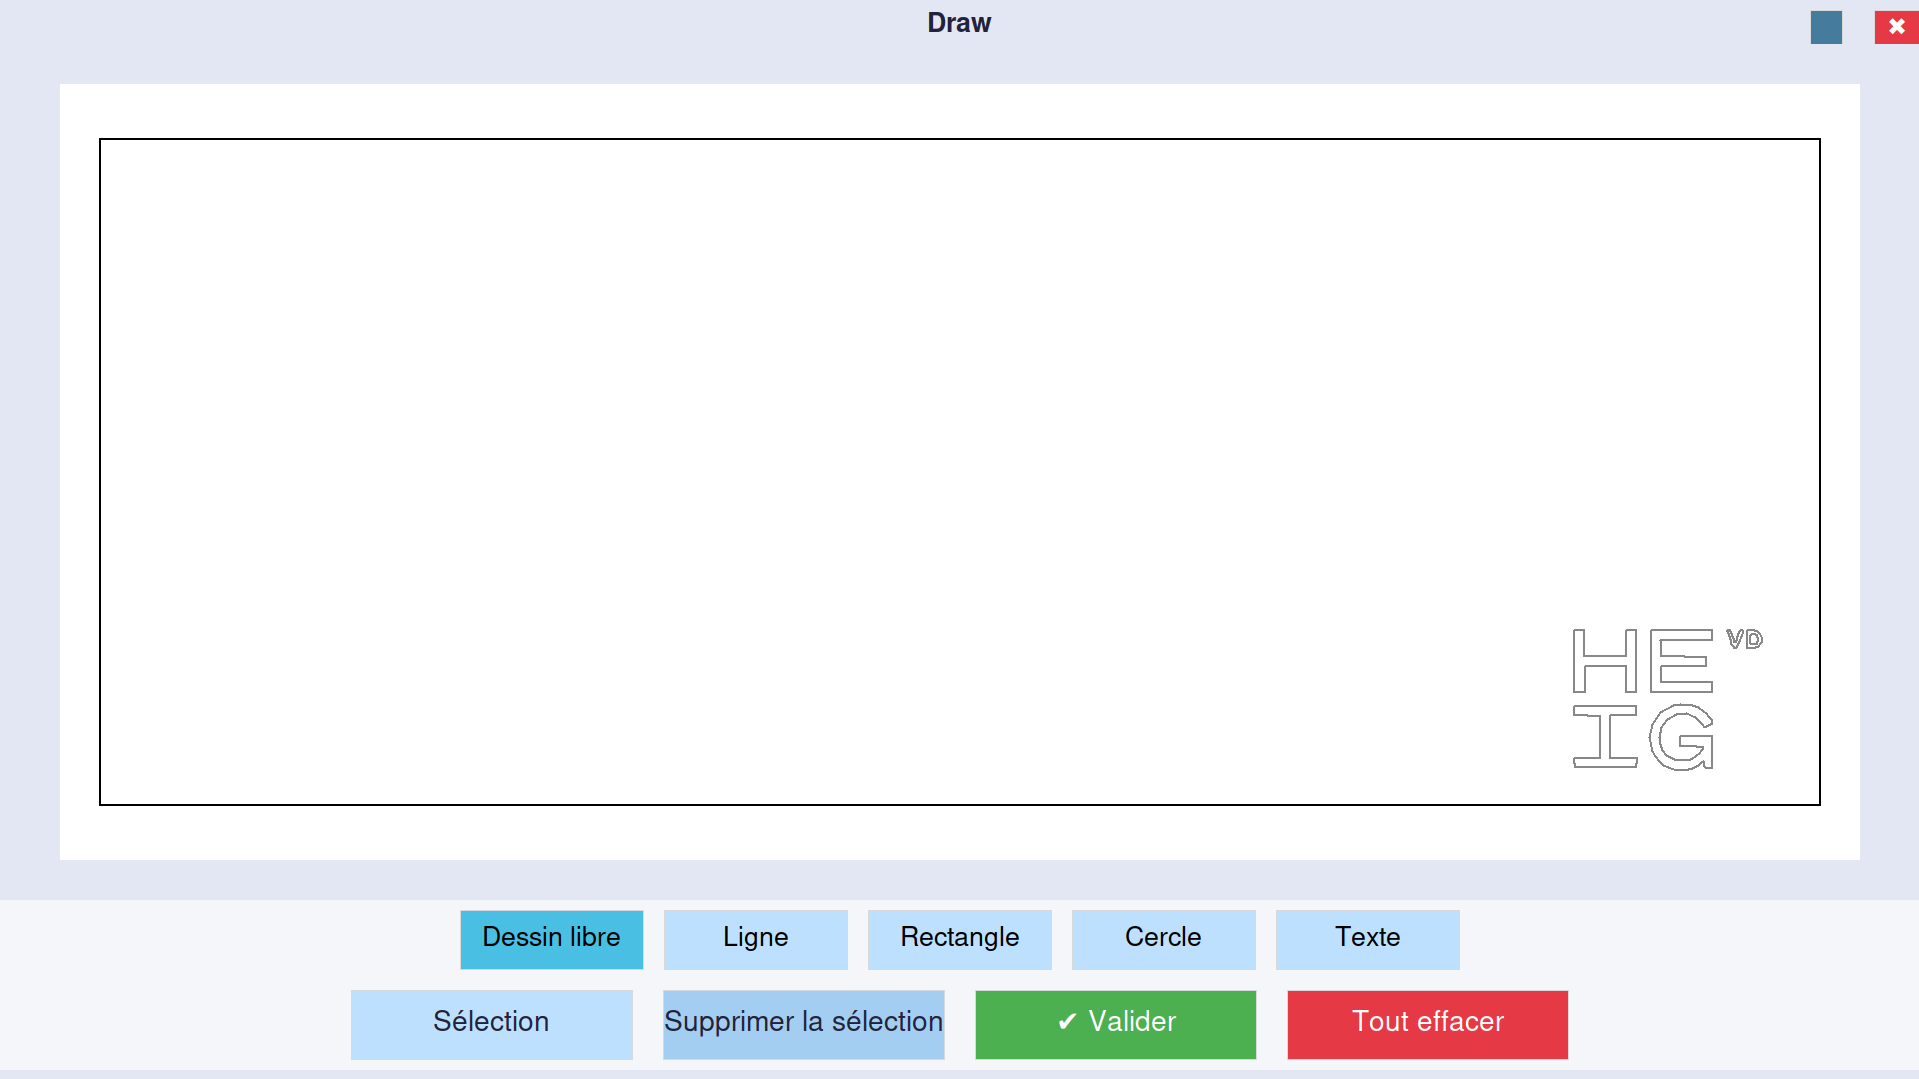 Draw
✖
HE VD
IG
Dessin libre
Ligne
Rectangle
Cercle
Texte
Sélection
Supprimer la sélection
✔ Valider
Tout effacer